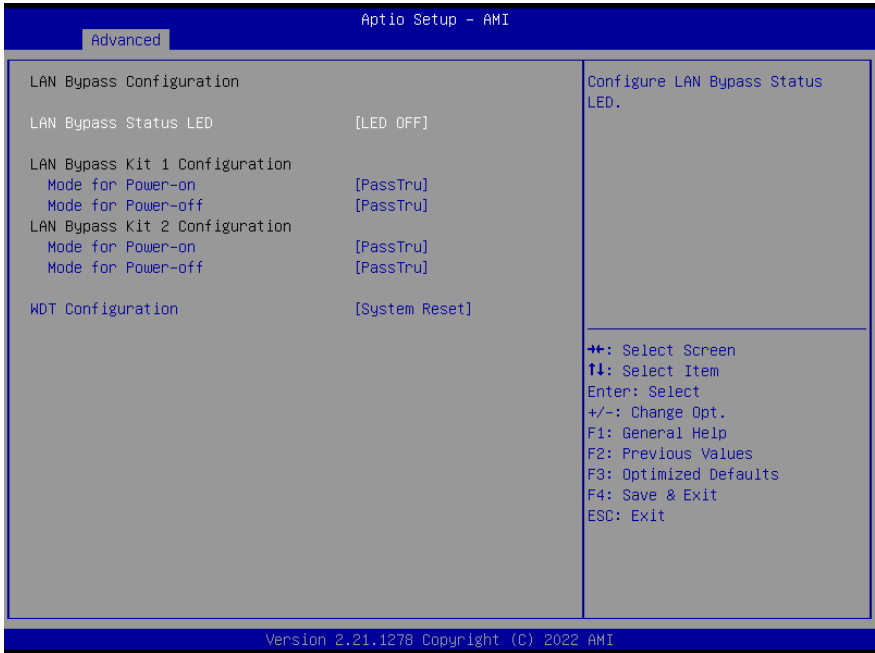 Aptio Setup – AMI
Advanced
LAN Bypass Configuration
LAN Bypass Status LED [LED OFF]
LAN Bypass Kit 1 Configuration
Mode for Power-on [PassTru]
Mode for Power-off [PassTru]
LAN Bypass Kit 2 Configuration
Mode for Power-on [PassTru]
Mode for Power-off [PassTru]
WDT Configuration [System Reset]
Configure LAN Bypass Status
LED.
→←: Select Screen
↑↓: Select Item
Enter: Select
+/-: Change Opt.
F1: General Help
F2: Previous Values
F3: Optimized Defaults
F4: Save & Exit
ESC: Exit
Version 2.21.1278 Copyright (C) 2022 AMI